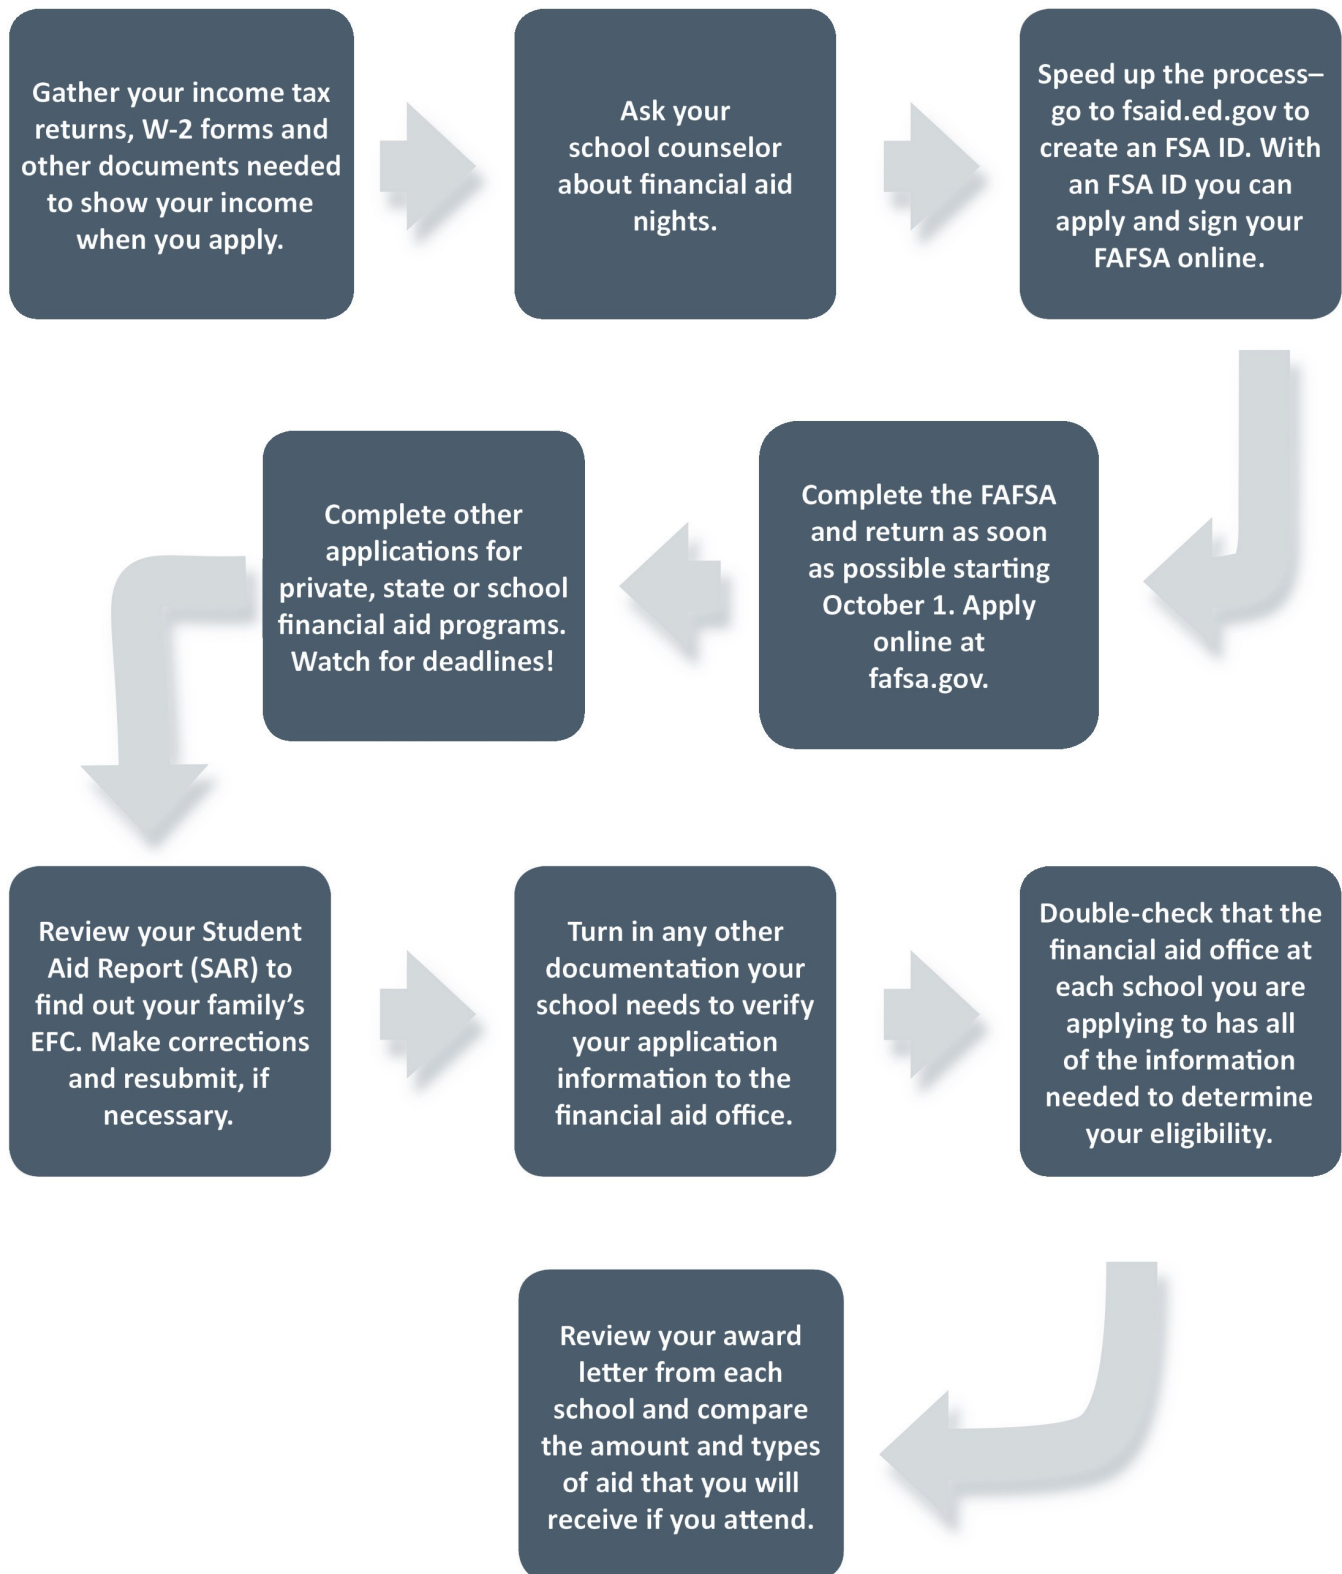 Gather your income tax
returns, W-2 forms and
other documents needed
to show your income
when you apply.
Ask your
school counselor
about financial aid
nights.
Speed up the process–
go to fsaid.ed.gov to
create an FSA ID. With
an FSA ID you can
apply and sign your
FAFSA online.
Complete the FAFSA
and return as soon
as possible starting
October 1. Apply
online at
fafsa.gov.
Complete other
applications for
private, state or school
financial aid programs.
Watch for deadlines!
Review your Student
Aid Report (SAR) to
find out your family’s
EFC. Make corrections
and resubmit, if
necessary.
Turn in any other
documentation your
school needs to verify
your application
information to the
financial aid office.
Double-check that the
financial aid office at
each school you are
applying to has all
of the information
needed to determine
your eligibility.
Review your award
letter from each
school and compare
the amount and types
of aid that you will
receive if you attend.